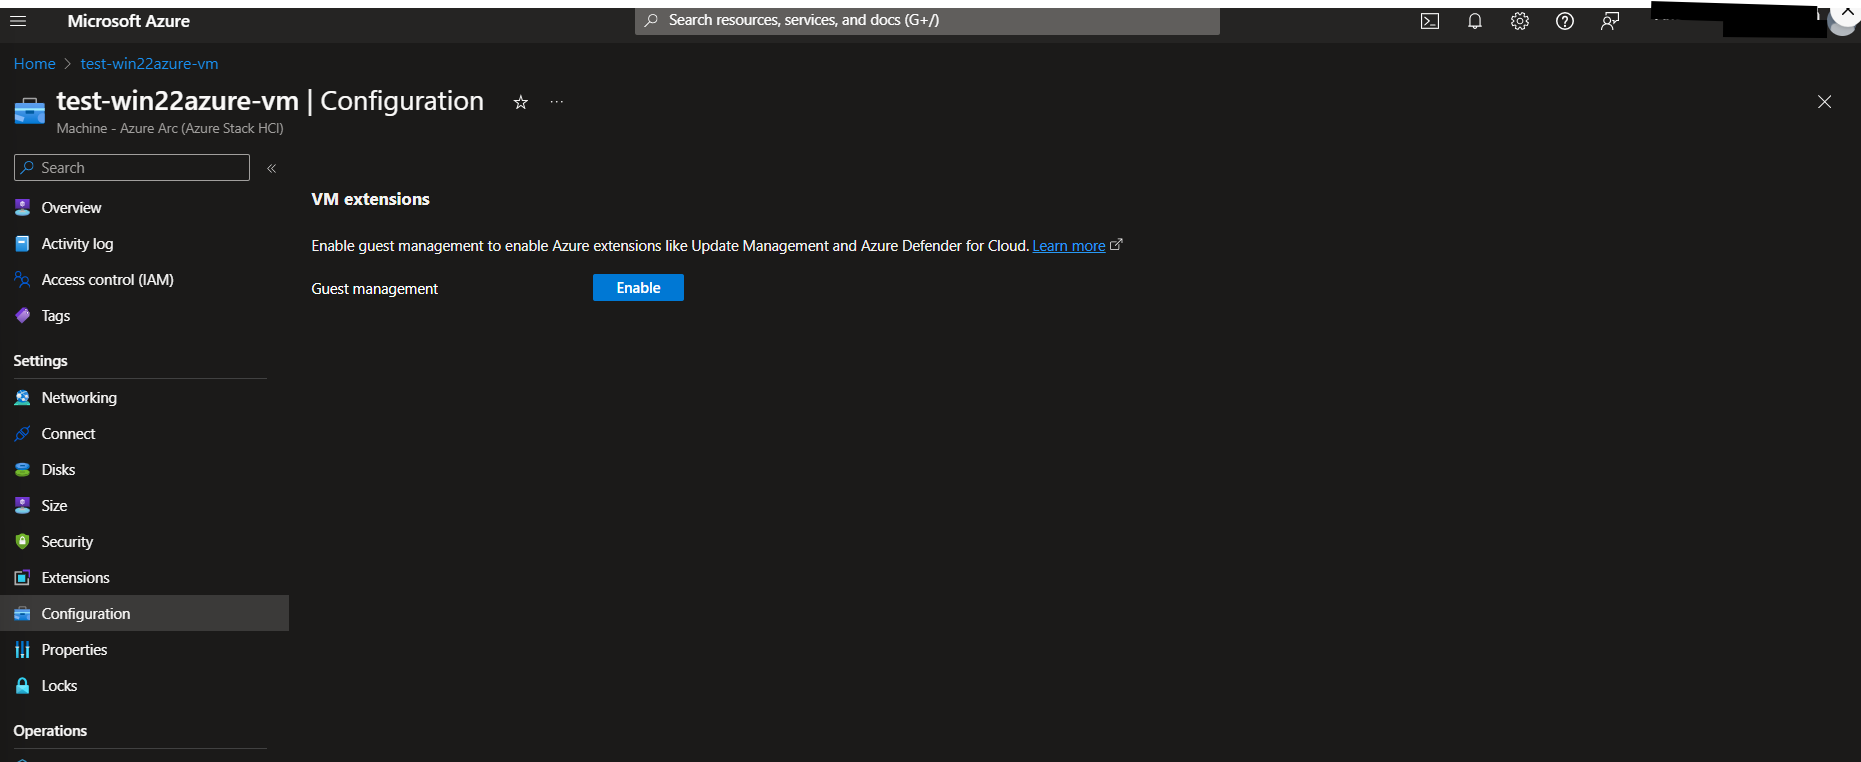 Microsoft Azure
Search resources, services, and docs (G+/)
Home > test-win22azure-vm
test-win22azure-vm | Configuration
Machine - Azure Arc (Azure Stack HCI)
Search
Overview
Activity log
Access control (IAM)
Tags
Settings
Networking
Connect
Disks
Size
Security
Extensions
Configuration
Properties
Locks
Operations
VM extensions
Enable guest management to enable Azure extensions like Update Management and Azure Defender for Cloud. Learn more
Guest management Enable